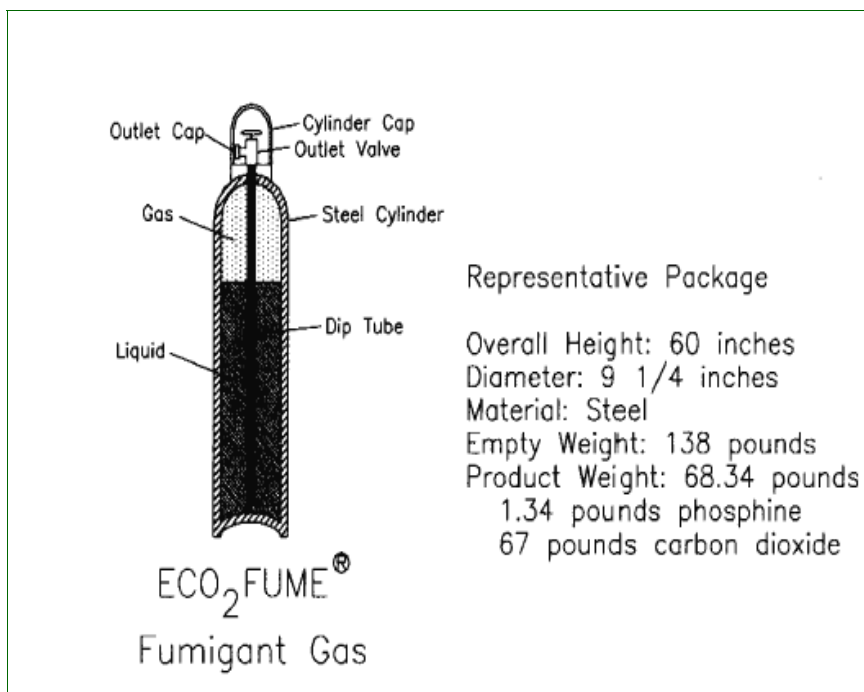 Outlet Cap
Cylinder Cap
Outlet Valve
Gas
Steel Cylinder
Dip Tube
Liquid
ECO2FUME®
Fumigant Gas
Representative Package
Overall Height: 60 inches
Diameter: 9 1/4 inches
Material: Steel
Empty Weight: 138 pounds
Product Weight: 68.34 pounds
1.34 pounds phosphine
67 pounds carbon dioxide